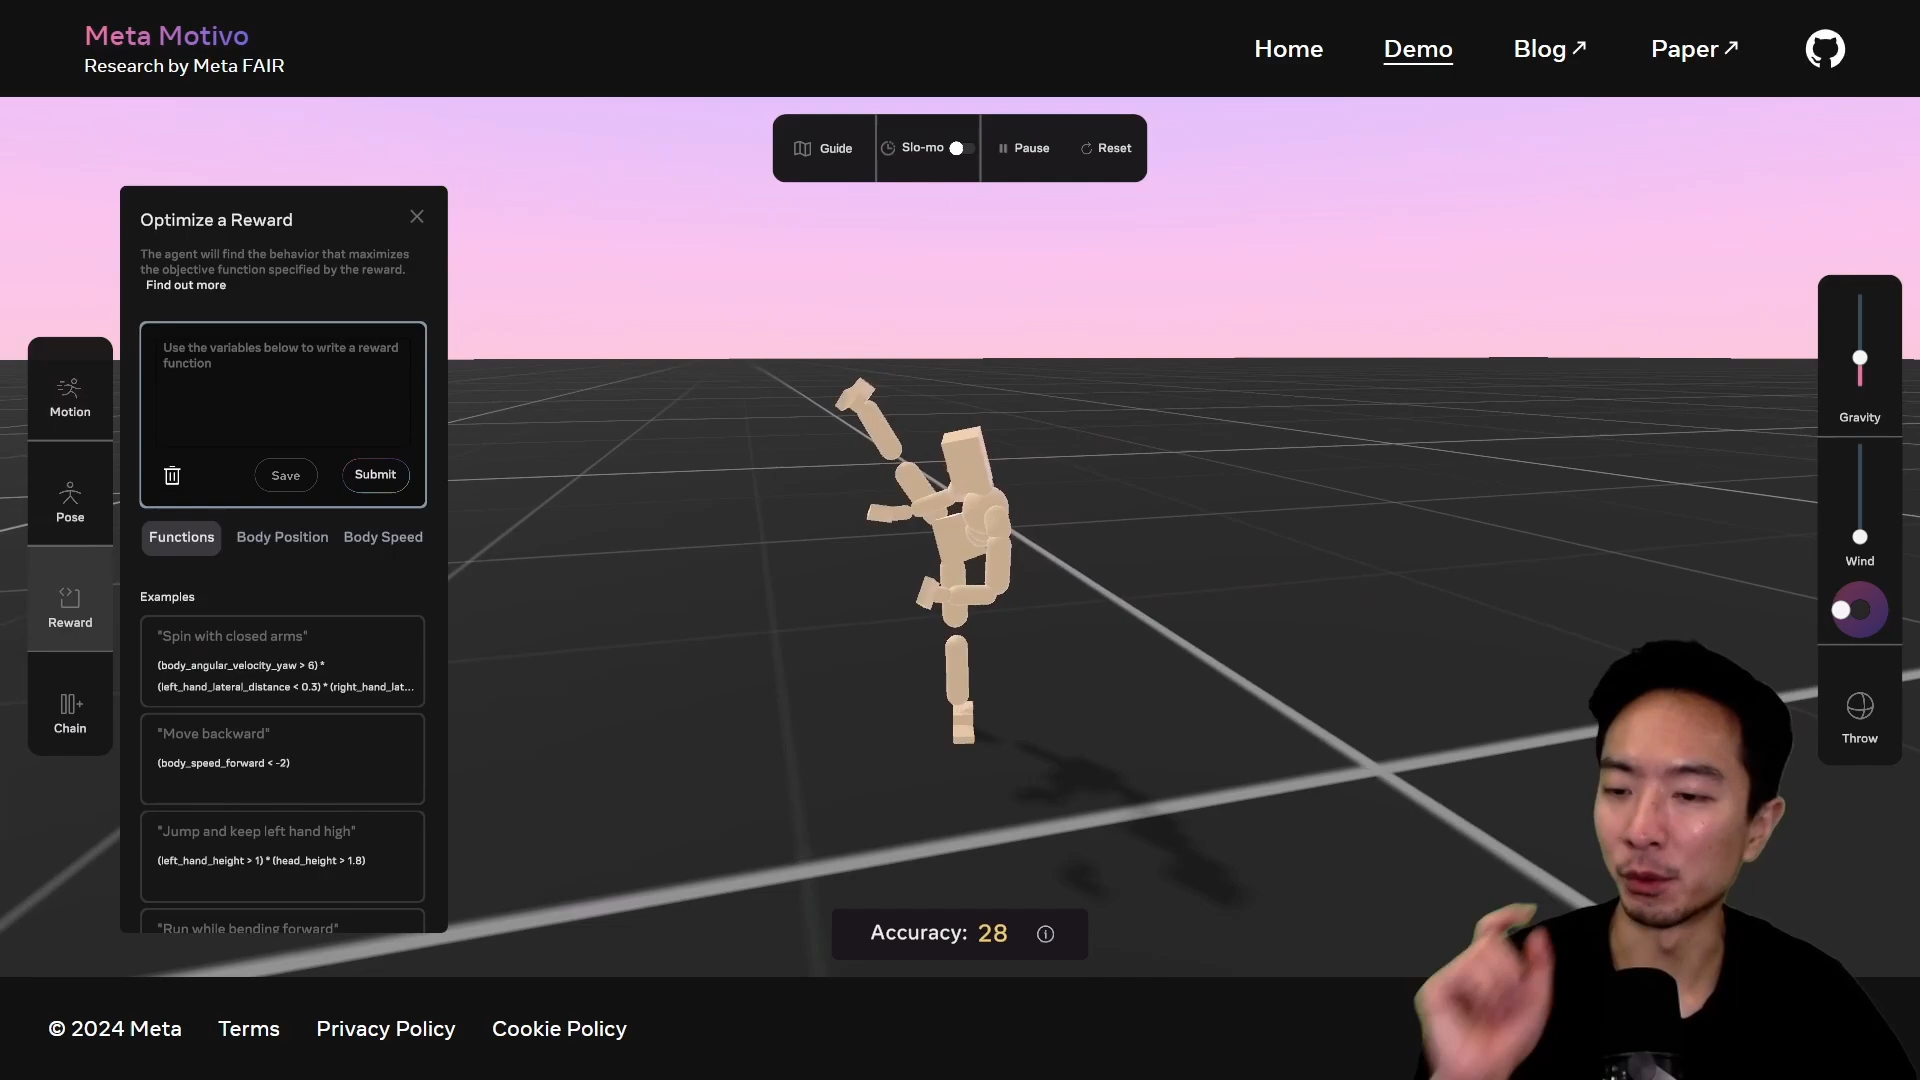 Meta Motivo
Research by Meta FAIR
Home
Demo
Blog
Paper
Guide
Slo-mo
Pause
Reset
Optimize a Reward
The agent will find the behavior that maximizes
the objective function specified by the reward.
Find out more
Use the variables below to write a reward
function
Save
Submit
Functions
Body Position
Body Speed
Examples
"Spin with closed arms"
(body_angular_velocity_yaw > 6) *
(left_hand_lateral_distance < 0.3) * (right_hand_lat...
"Move backward"
(body_speed_forward < -2)
"Jump and keep left hand high"
(left_hand_height > 1) * (head_height > 1.8)
"Run while bending forward"
Motion
Pose
Reward
Chain
Gravity
Wind
Throw
Accuracy: 28
© 2024 Meta
Terms
Privacy Policy
Cookie Policy